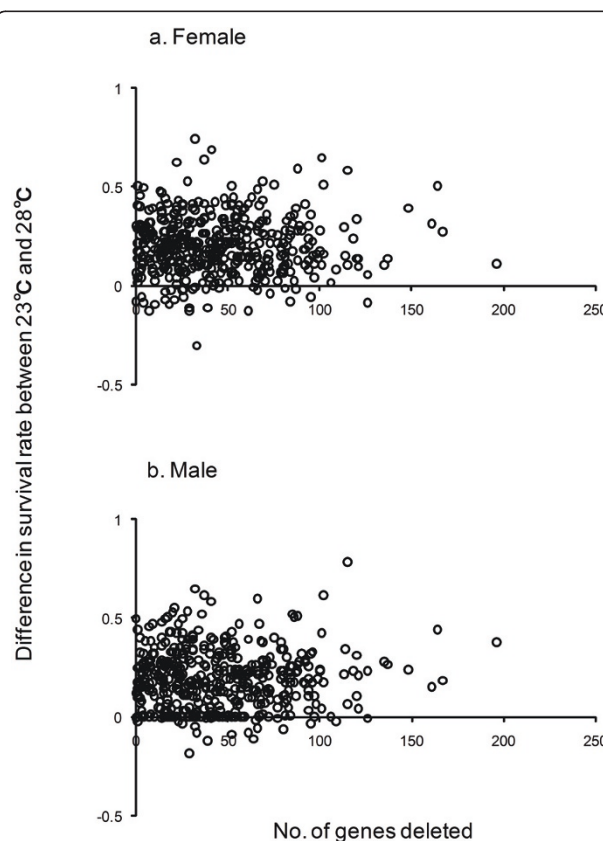 a. Female
1
0.5
0
-0.5
0 50 100 150 200 250
b. Male
1
0.5
0
-0.5
0 50 100 150 200 250
Difference in survival rate between 23°C and 28°C
No. of genes deleted